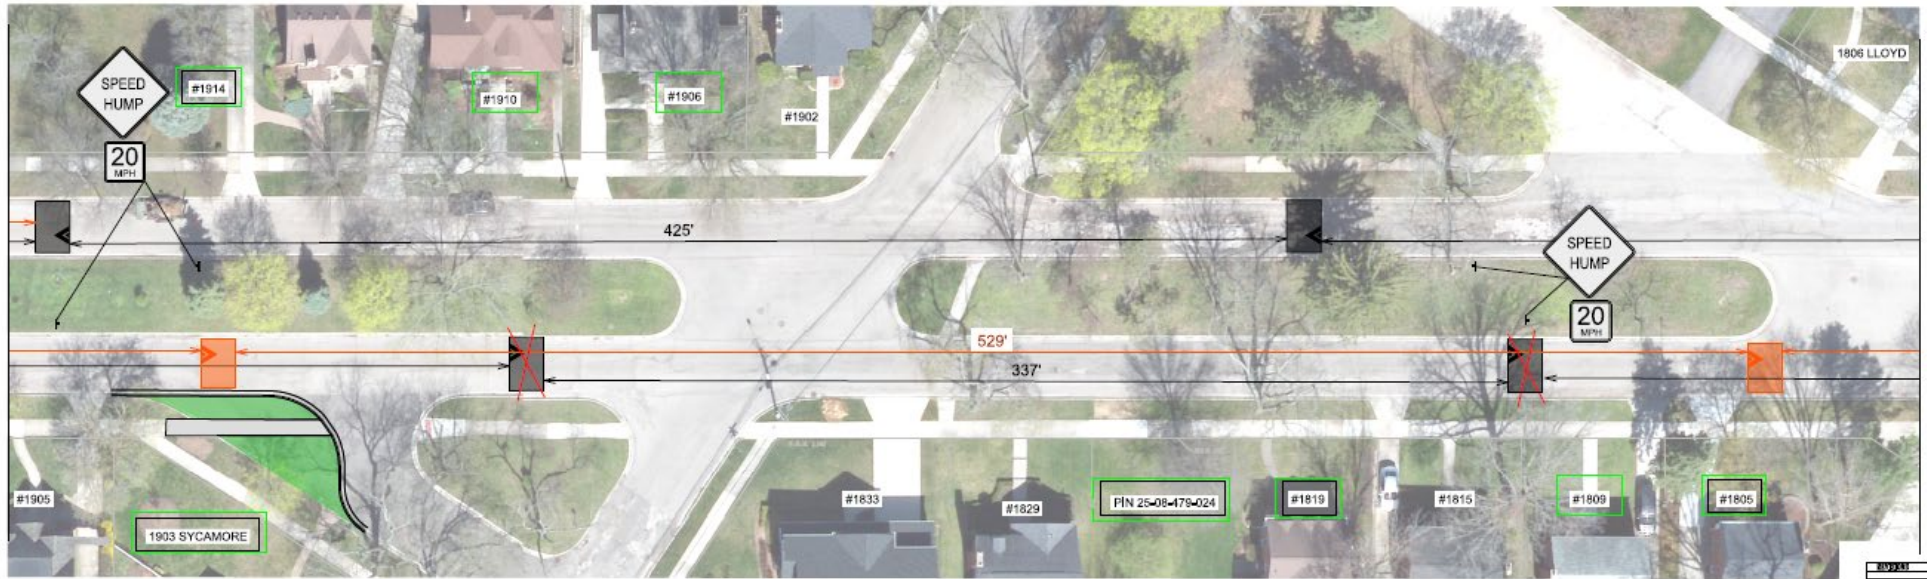 1806 LLOYD
SPEED
HUMP
#1914
#1910
#1906
#1902
20
MPH
425'
SPEED
HUMP
20
MPH
529'
337'
#1905
1903 SYCAMORE
#1833
#1829
PIN 25-08-479-024
#1819
#1815
#1809
#1805